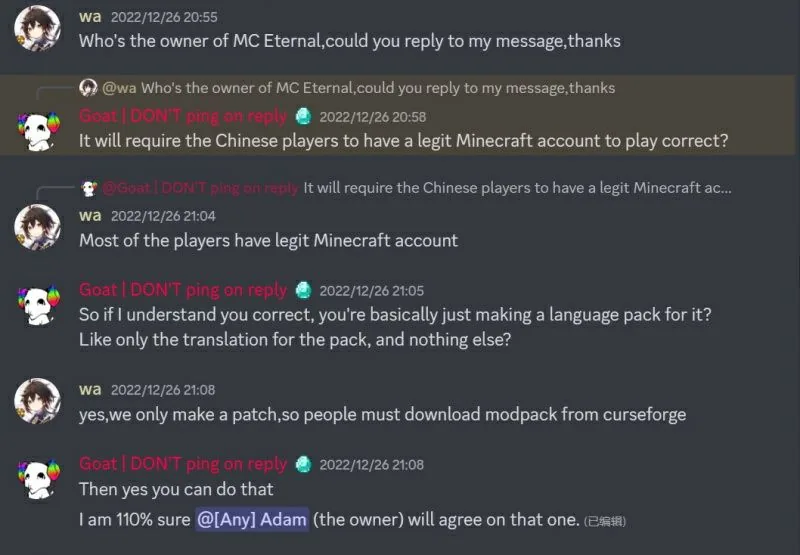 wa 2022/12/26 20:55
Who's the owner of MC Eternal,could you reply to my message,thanks
@wa Who's the owner of MC Eternal,could you reply to my message,thanks
Goat | DON'T ping on reply 2022/12/26 20:58
It will require the Chinese players to have a legit Minecraft account to play correct?
@Goat | DON'T ping on reply It will require the Chinese players to have a legit Minecraft ac...
wa 2022/12/26 21:04
Most of the players have legit Minecraft account
Goat | DON'T ping on reply 2022/12/26 21:05
So if I understand you correct, you're basically just making a language pack for it?
Like only the translation for the pack, and nothing else?
wa 2022/12/26 21:08
yes,we only make a patch,so people must download modpack from curseforge
Goat | DON'T ping on reply 2022/12/26 21:08
Then yes you can do that
I am 110% sure @[Any] Adam (the owner) will agree on that one. (已编辑)